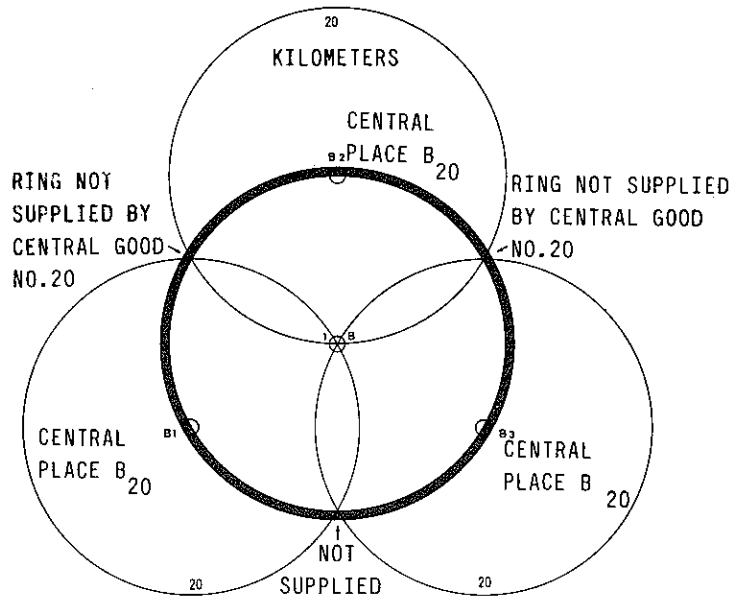 20
KILOMETERS
CENTRAL
PLACE B20
B2
RING NOT
SUPPLIED BY
CENTRAL GOOD
NO.20
RING NOT SUPPLIED
BY CENTRAL GOOD
NO.20
1 B
B1
CENTRAL
PLACE B20
B3
CENTRAL
PLACE B20
NOT
SUPPLIED
20
20